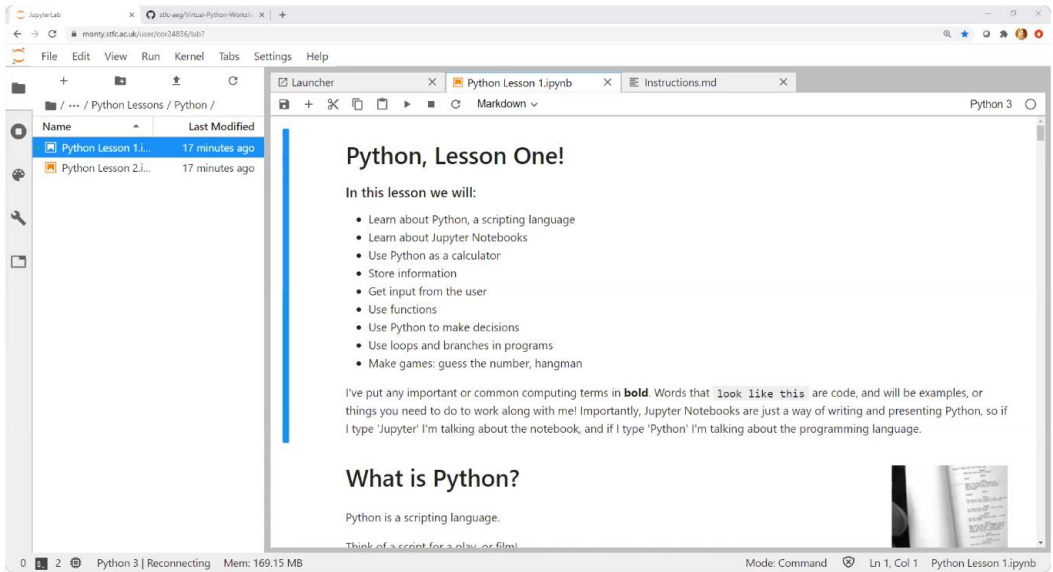 JupyterLab
stfc-aeg/Virtual-Python-Worksho
monty.stfc.ac.uk/user/cor24836/lab?
File Edit View Run Kernel Tabs Settings Help
Launcher
Python Lesson 1.ipynb
Instructions.md
/ ··· / Python Lessons / Python /
Markdown
Python 3
Name Last Modified
Python Lesson 1.i... 17 minutes ago
Python Lesson 2.i... 17 minutes ago
Python, Lesson One!
In this lesson we will:
• Learn about Python, a scripting language
• Learn about Jupyter Notebooks
• Use Python as a calculator
• Store information
• Get input from the user
• Use functions
• Use Python to make decisions
• Use loops and branches in programs
• Make games: guess the number, hangman
I've put any important or common computing terms in bold. Words that look like this are code, and will be examples, or
things you need to do to work along with me! Importantly, Jupyter Notebooks are just a way of writing and presenting Python, so if
I type 'Jupyter' I'm talking about the notebook, and if I type 'Python' I'm talking about the programming language.
What is Python?
Python is a scripting language.
Think of a script for a play, or film!
0 2 Python 3 | Reconnecting Mem: 169.15 MB
Mode: Command Ln 1, Col 1 Python Lesson 1.ipynb